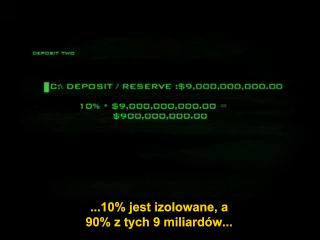 DEPOSIT TWO
C:\ DEPOSIT / RESERVE :$9,000,000,000.00
10% * $9,000,000,000.00 =
$900,000,000.00
...10% jest izolowane, a
90% z tych 9 miliardów...